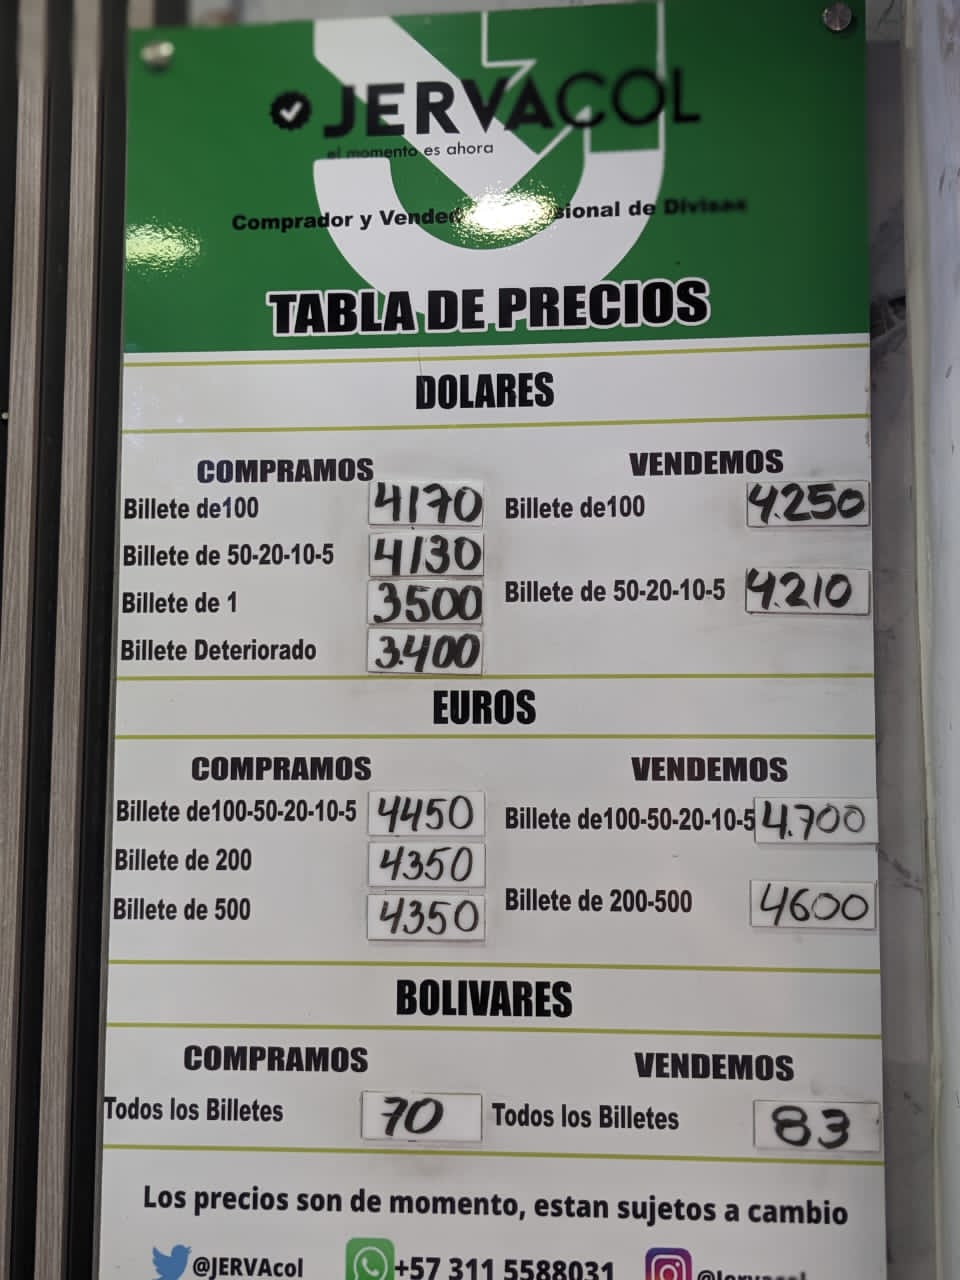 JERVACOL
el momento es ahora
Comprador y de Divisas
TABLA DE PRECIOS
DOLARES
COMPRAMOS VENDEMOS
Billete de100 4170 Billete de100 4.250
Billete de 50-20-10-5 4130
Billete de 50-20-10-5 4.210
Billete de 1 3500
Billete Deteriorado 3.400
EUROS
COMPRAMOS VENDEMOS
Billete de100-50-20-10-5 4450 Billete de100-50-20-10-5 4.700
Billete de 200 4350
Billete de 500 4350 Billete de 200-500 4600
BOLIVARES
COMPRAMOS VENDEMOS
Todos los Billetes 70 Todos los Billetes 83
Los precios son de momento, estan sujetos a cambio
@JERVAcol +57 311 5588031 @Jervacol